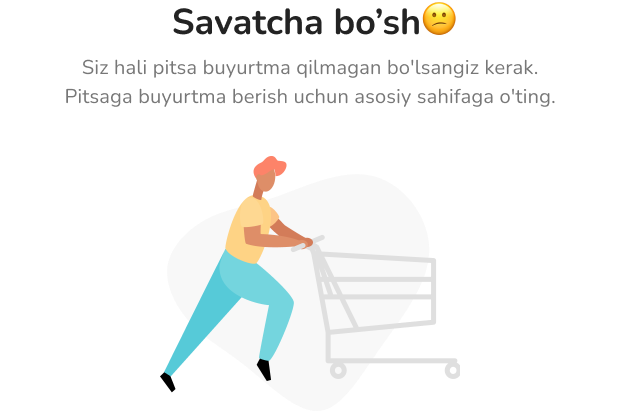 Savatcha bo’sh😕
Siz hali pitsa buyurtma qilmagan bo'lsangiz kerak.
Pitsaga buyurtma berish uchun asosiy sahifaga o'ting.